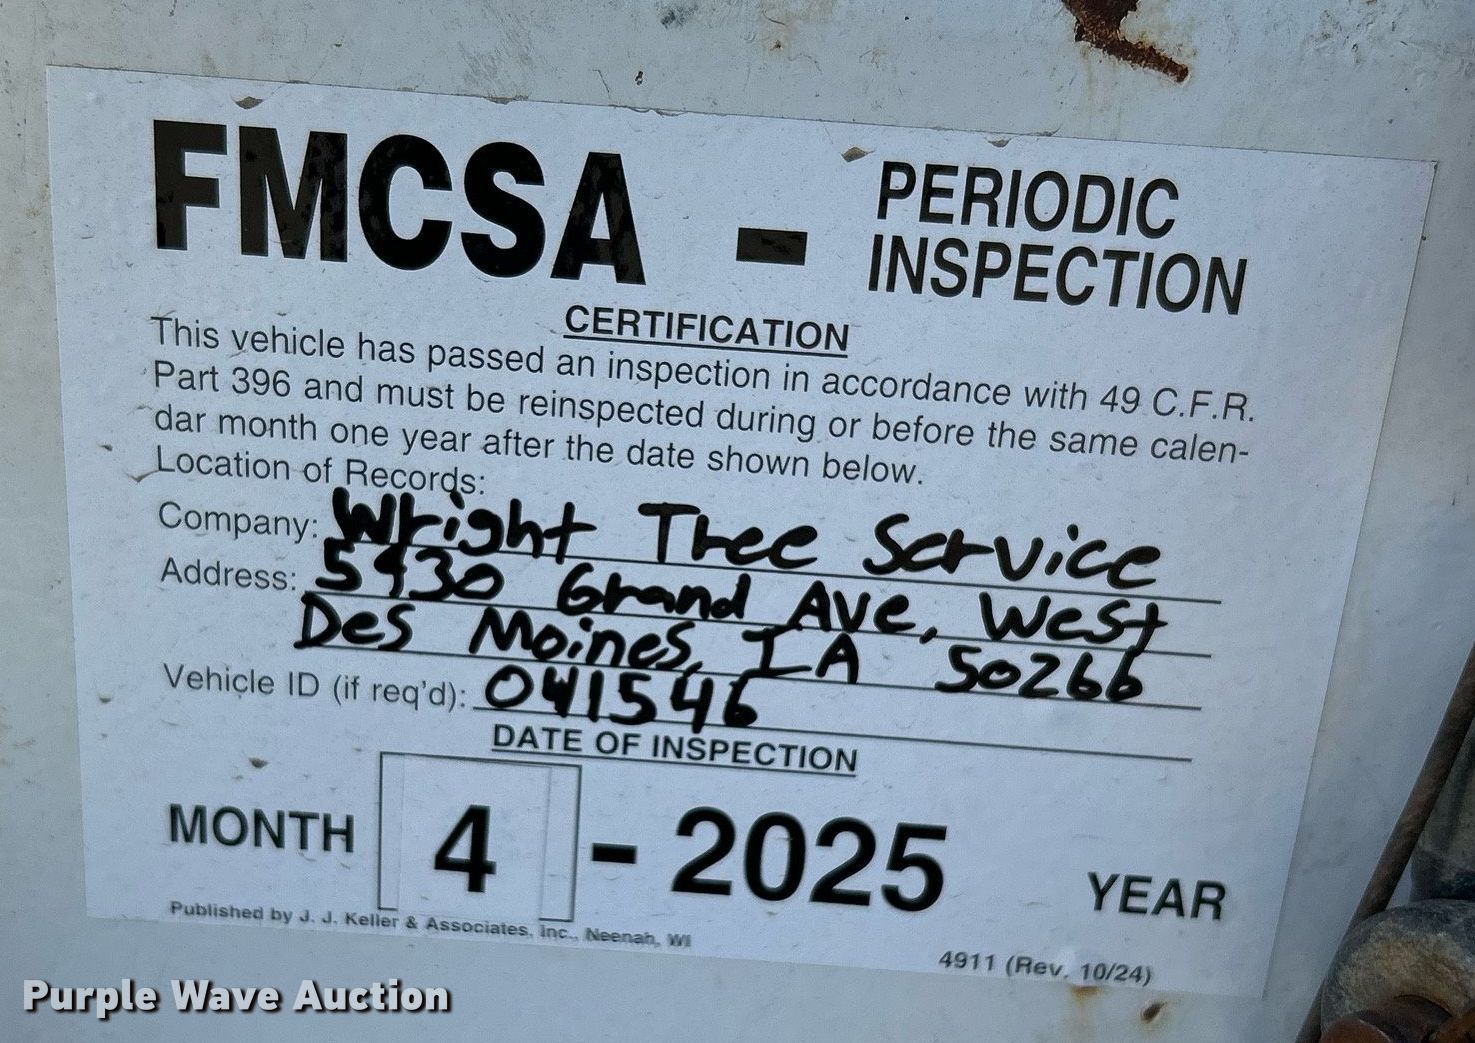 FMCSA - PERIODIC
INSPECTION
CERTIFICATION
This vehicle has passed an inspection in accordance with 49 C.F.R.
Part 396 and must be reinspected during or before the same calen-
dar month one year after the date shown below.
Location of Records:
Company: Wright Tree Service
Address: 5930 Grand Ave, West
Des Moines, IA 50266
Vehicle ID (if req'd): 041546
DATE OF INSPECTION
MONTH 4 - 2025 YEAR
Published by J. J. Keller & Associates, Inc., Neenah, WI
4911 (Rev. 10/24)
Purple Wave Auction